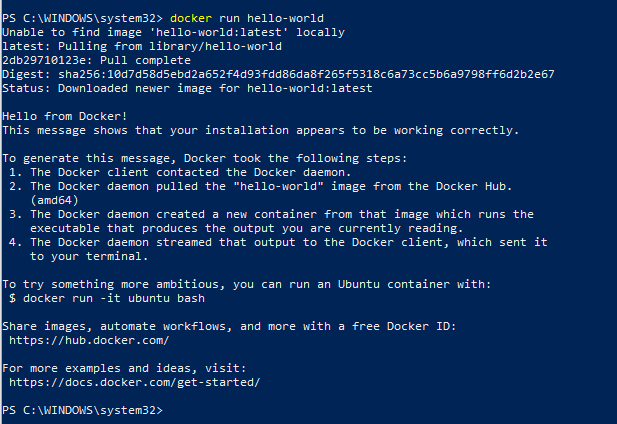 PS C:\WINDOWS\system32> docker run hello-world
Unable to find image 'hello-world:latest' locally
latest: Pulling from library/hello-world
2db29710123e: Pull complete
Digest: sha256:10d7d58d5ebd2a652f4d93fdd86da8f265f5318c6a73cc5b6a9798ff6d2b2e67
Status: Downloaded newer image for hello-world:latest
Hello from Docker!
This message shows that your installation appears to be working correctly.
To generate this message, Docker took the following steps:
1. The Docker client contacted the Docker daemon.
2. The Docker daemon pulled the "hello-world" image from the Docker Hub.
(amd64)
3. The Docker daemon created a new container from that image which runs the
executable that produces the output you are currently reading.
4. The Docker daemon streamed that output to the Docker client, which sent it
to your terminal.
To try something more ambitious, you can run an Ubuntu container with:
$ docker run -it ubuntu bash
Share images, automate workflows, and more with a free Docker ID:
https://hub.docker.com/
For more examples and ideas, visit:
https://docs.docker.com/get-started/
PS C:\WINDOWS\system32>